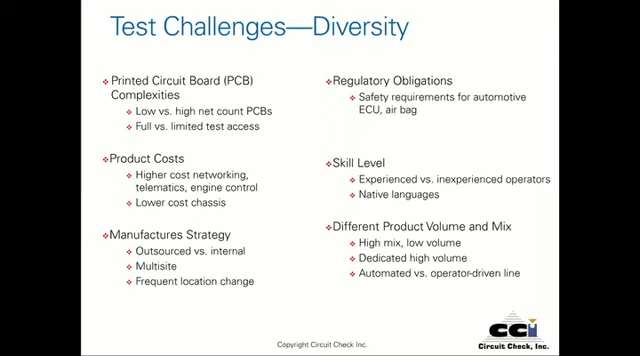 Test Challenges—Diversity
Printed Circuit Board (PCB)
Complexities
Low vs. high net count PCBs
Full vs. limited test access
Product Costs
Higher cost networking,
telematics, engine control
Lower cost chassis
Manufactures Strategy
Outsourced vs. internal
Multisite
Frequent location change
Regulatory Obligations
Safety requirements for automotive
ECU, air bag
Skill Level
Experienced vs. inexperienced operators
Native languages
Different Product Volume and Mix
High mix, low volume
Dedicated high volume
Automated vs. operator-driven line
Copyright Circuit Check Inc.
CCI
Circuit Check, Inc.